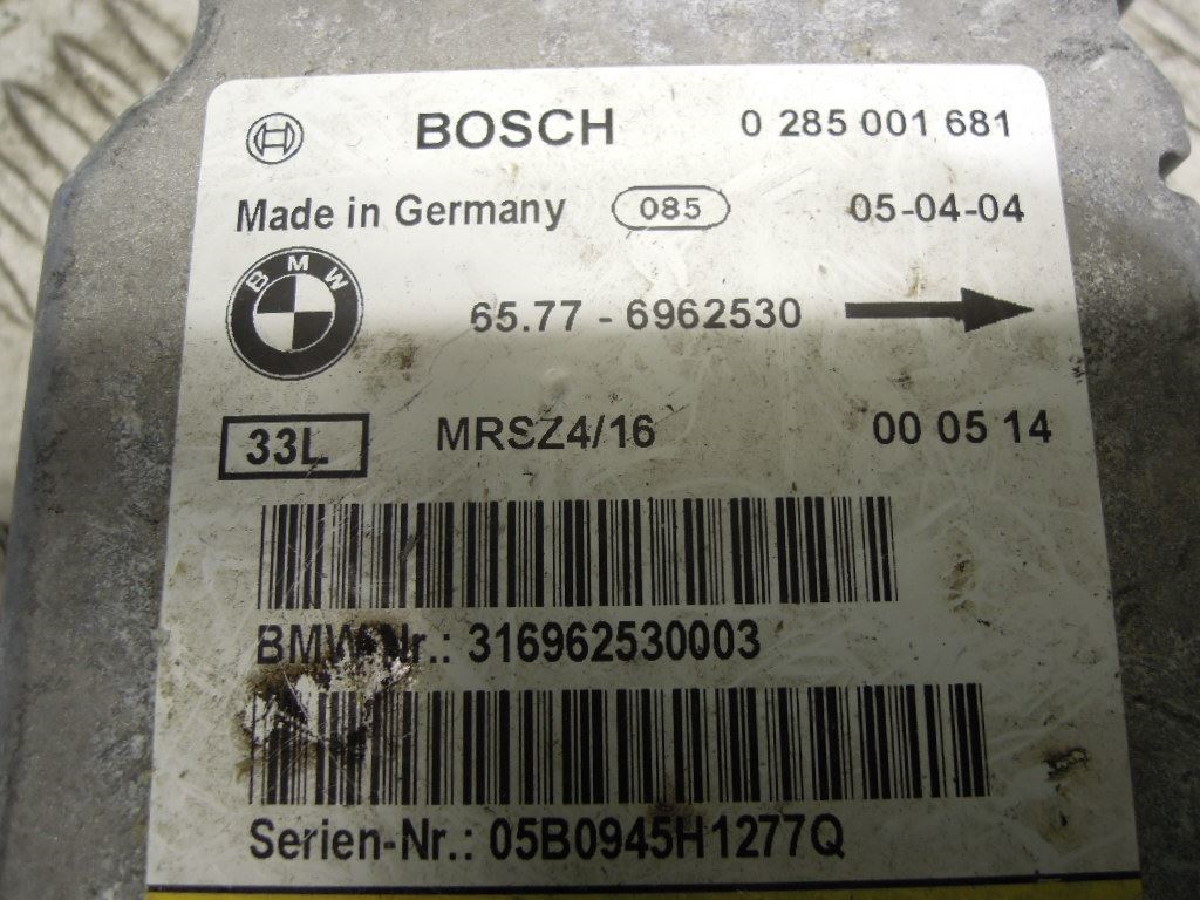 BOSCH 0 285 001 681
Made in Germany 085 05-04-04
BMW
65.77 - 6962530
33L MRSZ4/16 00 05 14
BMW-Nr.: 316962530003
Serien-Nr.: 05B0945H1277Q